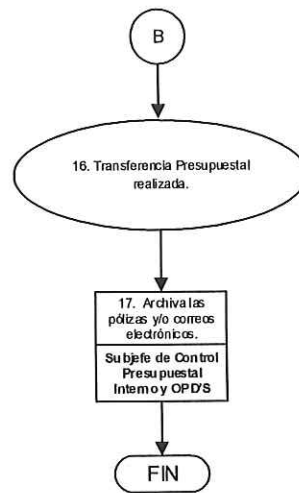 B
16. Transferencia Presupuestal
realizada.
17. Archiva las
pólizas y/o correos
electrónicos.
Subjefe de Control
Presupuestal
Interno y OPD'S
FIN